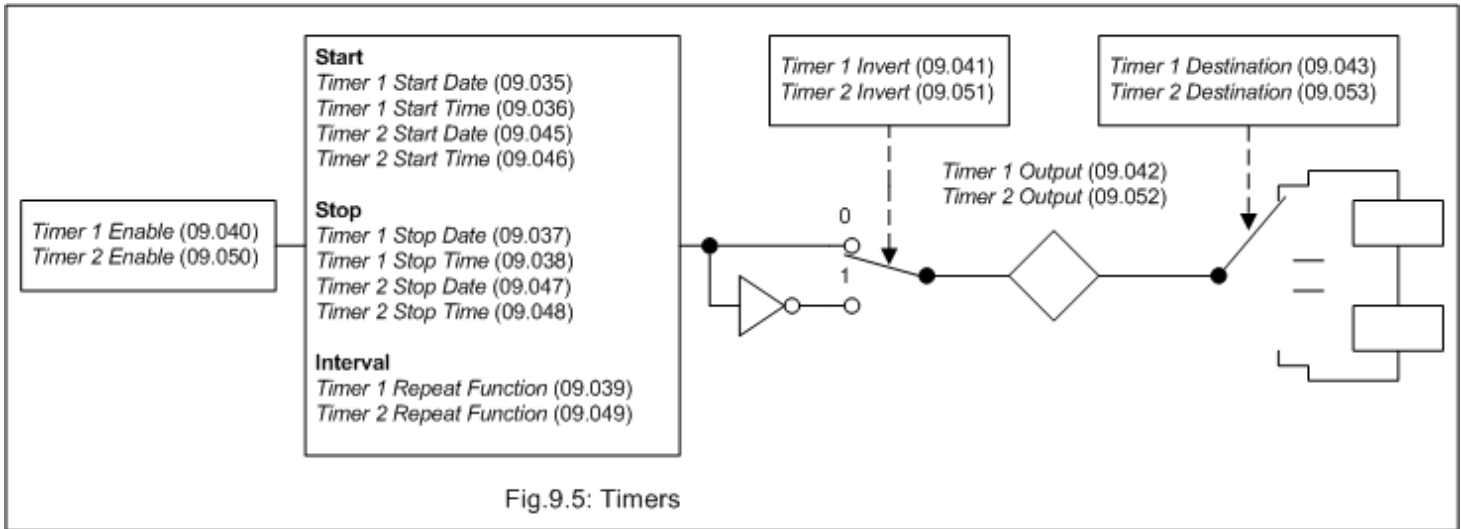 Timer 1 Enable (09.040)
Timer 2 Enable (09.050)
Start
Timer 1 Start Date (09.035)
Timer 1 Start Time (09.036)
Timer 2 Start Date (09.045)
Timer 2 Start Time (09.046)
Stop
Timer 1 Stop Date (09.037)
Timer 1 Stop Time (09.038)
Timer 2 Stop Date (09.047)
Timer 2 Stop Time (09.048)
Interval
Timer 1 Repeat Function (09.039)
Timer 2 Repeat Function (09.049)
Timer 1 Invert (09.041)
Timer 2 Invert (09.051)
0
1
Timer 1 Output (09.042)
Timer 2 Output (09.052)
Timer 1 Destination (09.043)
Timer 2 Destination (09.053)
Fig.9.5: Timers